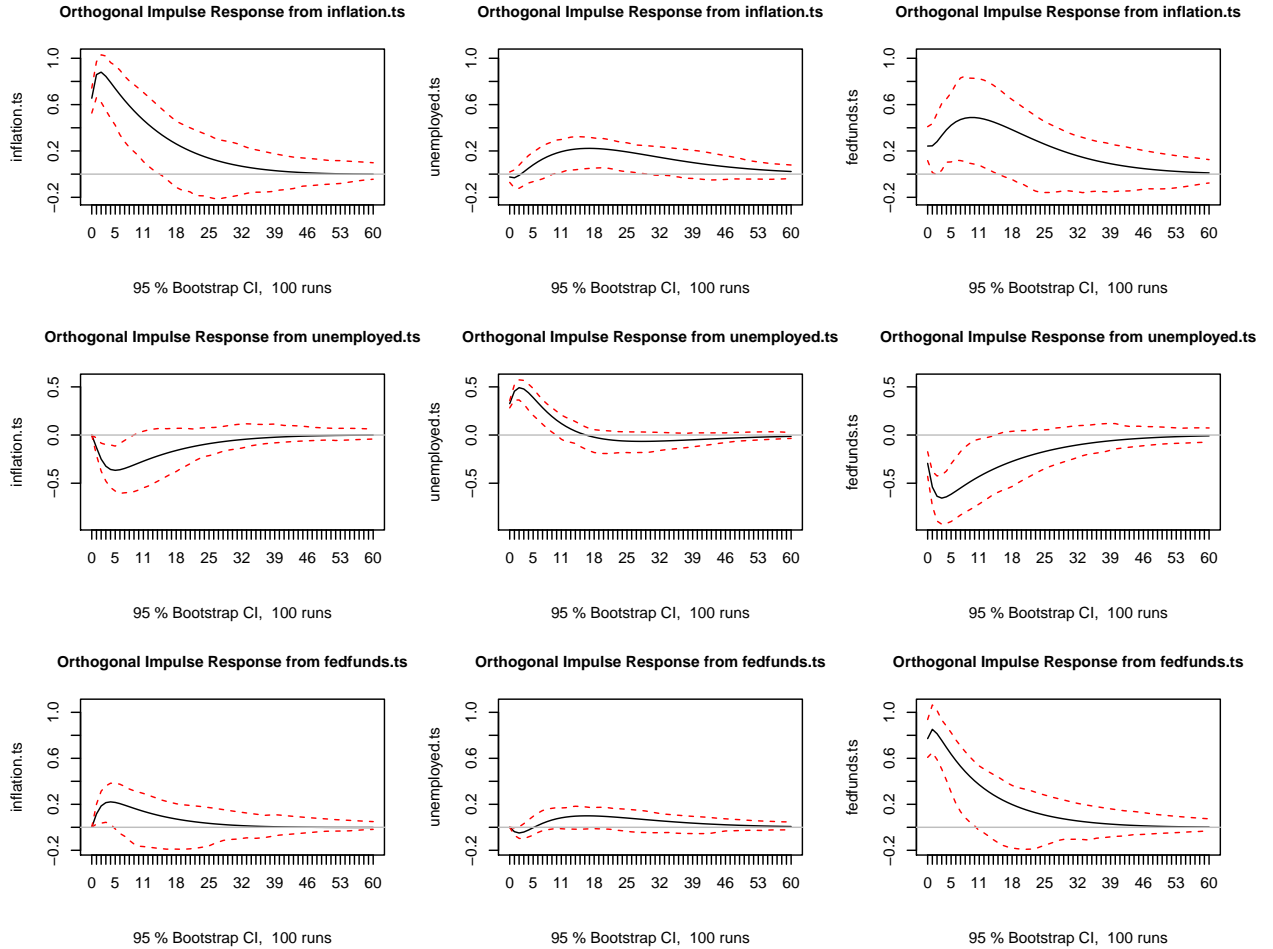 Orthogonal Impulse Response from inflation.ts
Orthogonal Impulse Response from inflation.ts
Orthogonal Impulse Response from inflation.ts
inflation.ts
−0.2 0.2 0.6 1.0
0 5 11 18 25 32 39 46 53 60
95 % Bootstrap CI, 100 runs
unemployed.ts
−0.2 0.2 0.6 1.0
0 5 11 18 25 32 39 46 53 60
95 % Bootstrap CI, 100 runs
fedfunds.ts
−0.2 0.2 0.6 1.0
0 5 11 18 25 32 39 46 53 60
95 % Bootstrap CI, 100 runs
Orthogonal Impulse Response from unemployed.ts
Orthogonal Impulse Response from unemployed.ts
Orthogonal Impulse Response from unemployed.ts
inflation.ts
−0.5 0.0 0.5
0 5 11 18 25 32 39 46 53 60
95 % Bootstrap CI, 100 runs
unemployed.ts
−0.5 0.0 0.5
0 5 11 18 25 32 39 46 53 60
95 % Bootstrap CI, 100 runs
fedfunds.ts
−0.5 0.0 0.5
0 5 11 18 25 32 39 46 53 60
95 % Bootstrap CI, 100 runs
Orthogonal Impulse Response from fedfunds.ts
Orthogonal Impulse Response from fedfunds.ts
Orthogonal Impulse Response from fedfunds.ts
inflation.ts
−0.2 0.2 0.6 1.0
0 5 11 18 25 32 39 46 53 60
95 % Bootstrap CI, 100 runs
unemployed.ts
−0.2 0.2 0.6 1.0
0 5 11 18 25 32 39 46 53 60
95 % Bootstrap CI, 100 runs
fedfunds.ts
−0.2 0.2 0.6 1.0
0 5 11 18 25 32 39 46 53 60
95 % Bootstrap CI, 100 runs